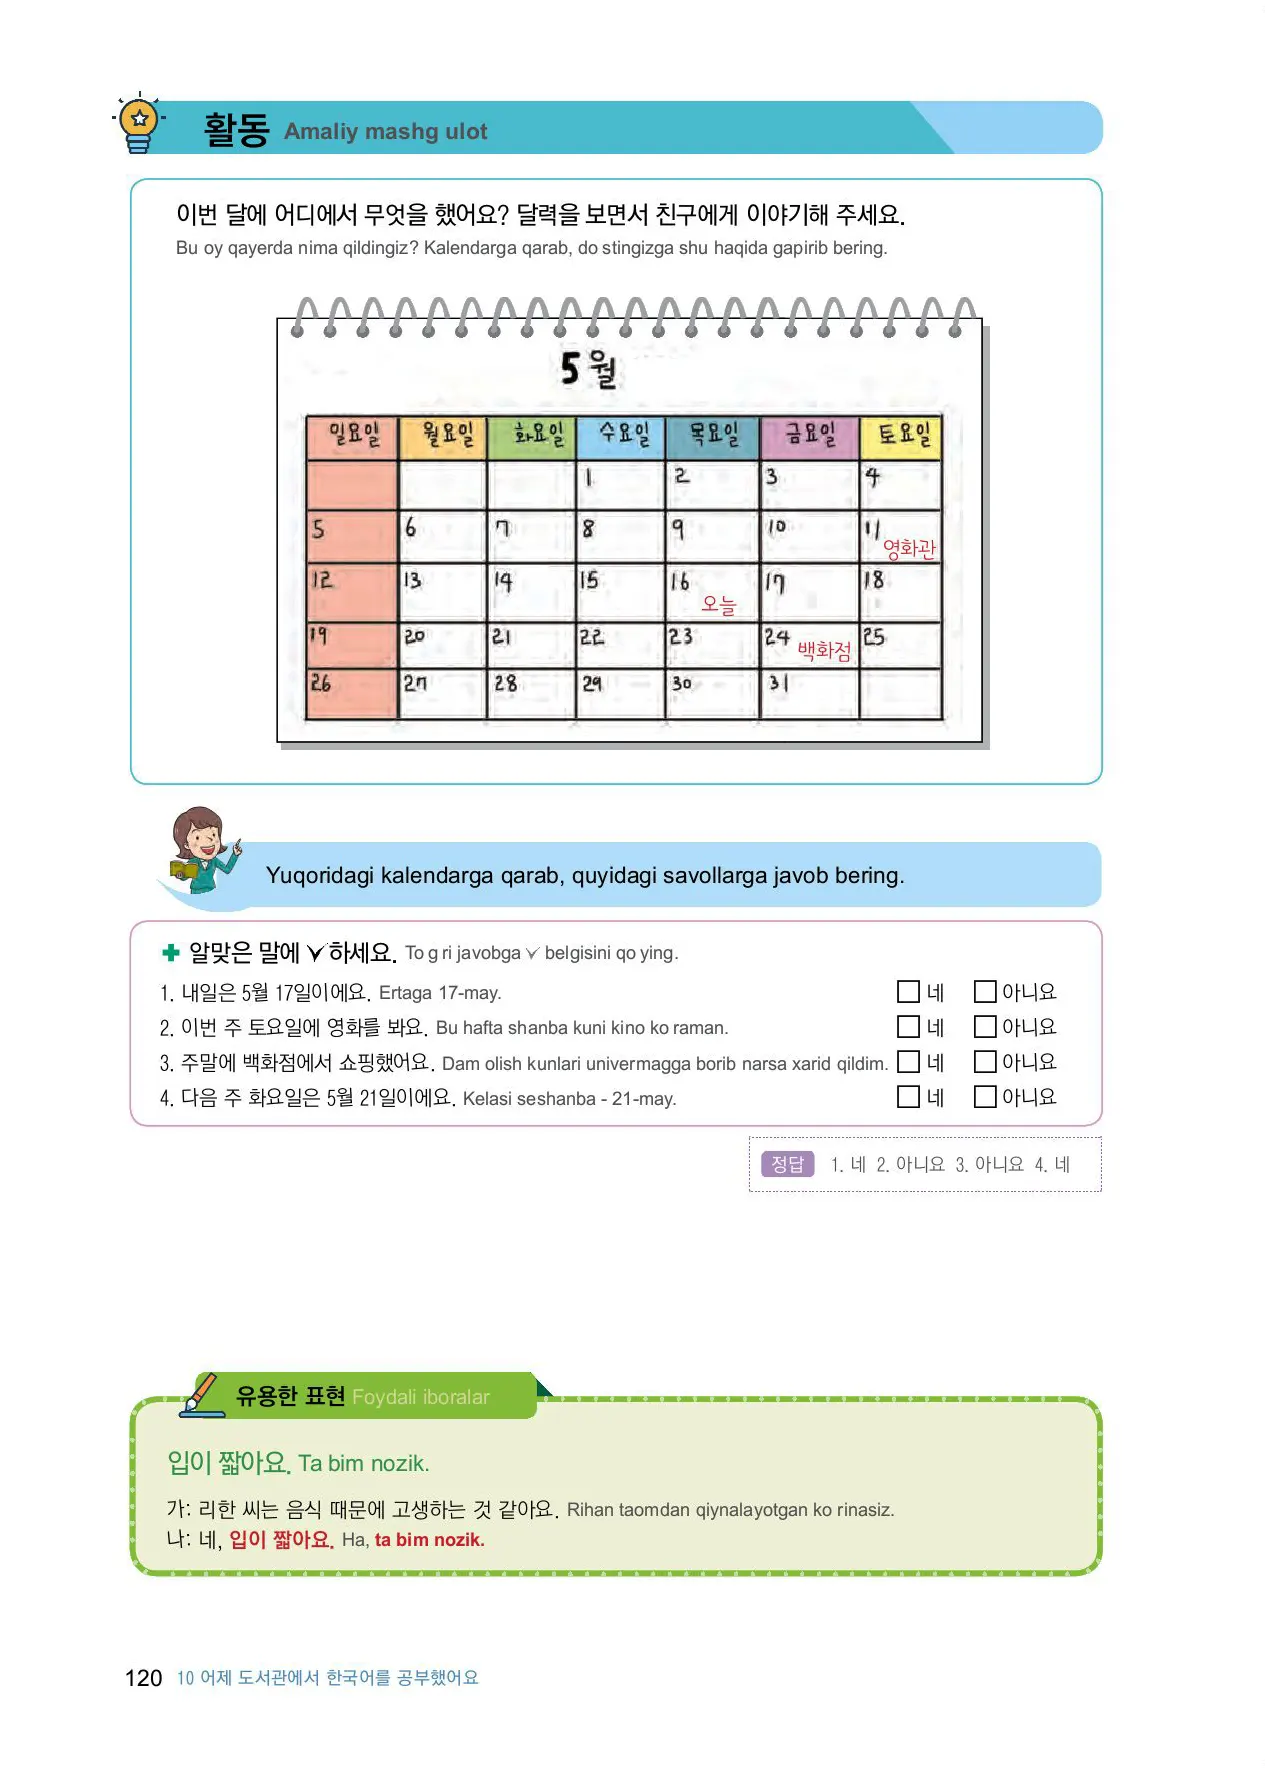 활동 Amaliy mashg ulot
이번 달에 어디에서 무엇을 했어요? 달력을 보면서 친구에게 이야기해 주세요.
Bu oy qayerda nima qildingiz? Kalendarga qarab, do stingizga shu haqida gapirib bering.
5월
일요일 월요일 화요일 수요일 목요일 금요일 토요일
1 2 3 4
5 6 7 8 9 10 11 영화관
12 13 14 15 16 오늘 17 18
19 20 21 22 23 24 백화점 25
26 27 28 29 30 31
Yuqoridagi kalendarga qarab, quyidagi savollarga javob bering.
알맞은 말에 ✓하세요. To g ri javobga ✓ belgisini qo ying.
1. 내일은 5월 17일이에요. Ertaga 17-may. □ 네 □ 아니요
2. 이번 주 토요일에 영화를 봐요. Bu hafta shanba kuni kino ko raman. □ 네 □ 아니요
3. 주말에 백화점에서 쇼핑했어요. Dam olish kunlari univermagga borib narsa xarid qildim. □ 네 □ 아니요
4. 다음 주 화요일은 5월 21일이에요. Kelasi seshanba - 21-may. □ 네 □ 아니요
정답 1. 네 2. 아니요 3. 아니요 4. 네
유용한 표현 Foydali iboralar
입이 짧아요. Ta bim nozik.
가: 리한 씨는 음식 때문에 고생하는 것 같아요. Rihan taomdan qiynalayotgan ko rinasiz.
나: 네, 입이 짧아요. Ha, ta bim nozik.
120 10 어제 도서관에서 한국어를 공부했어요